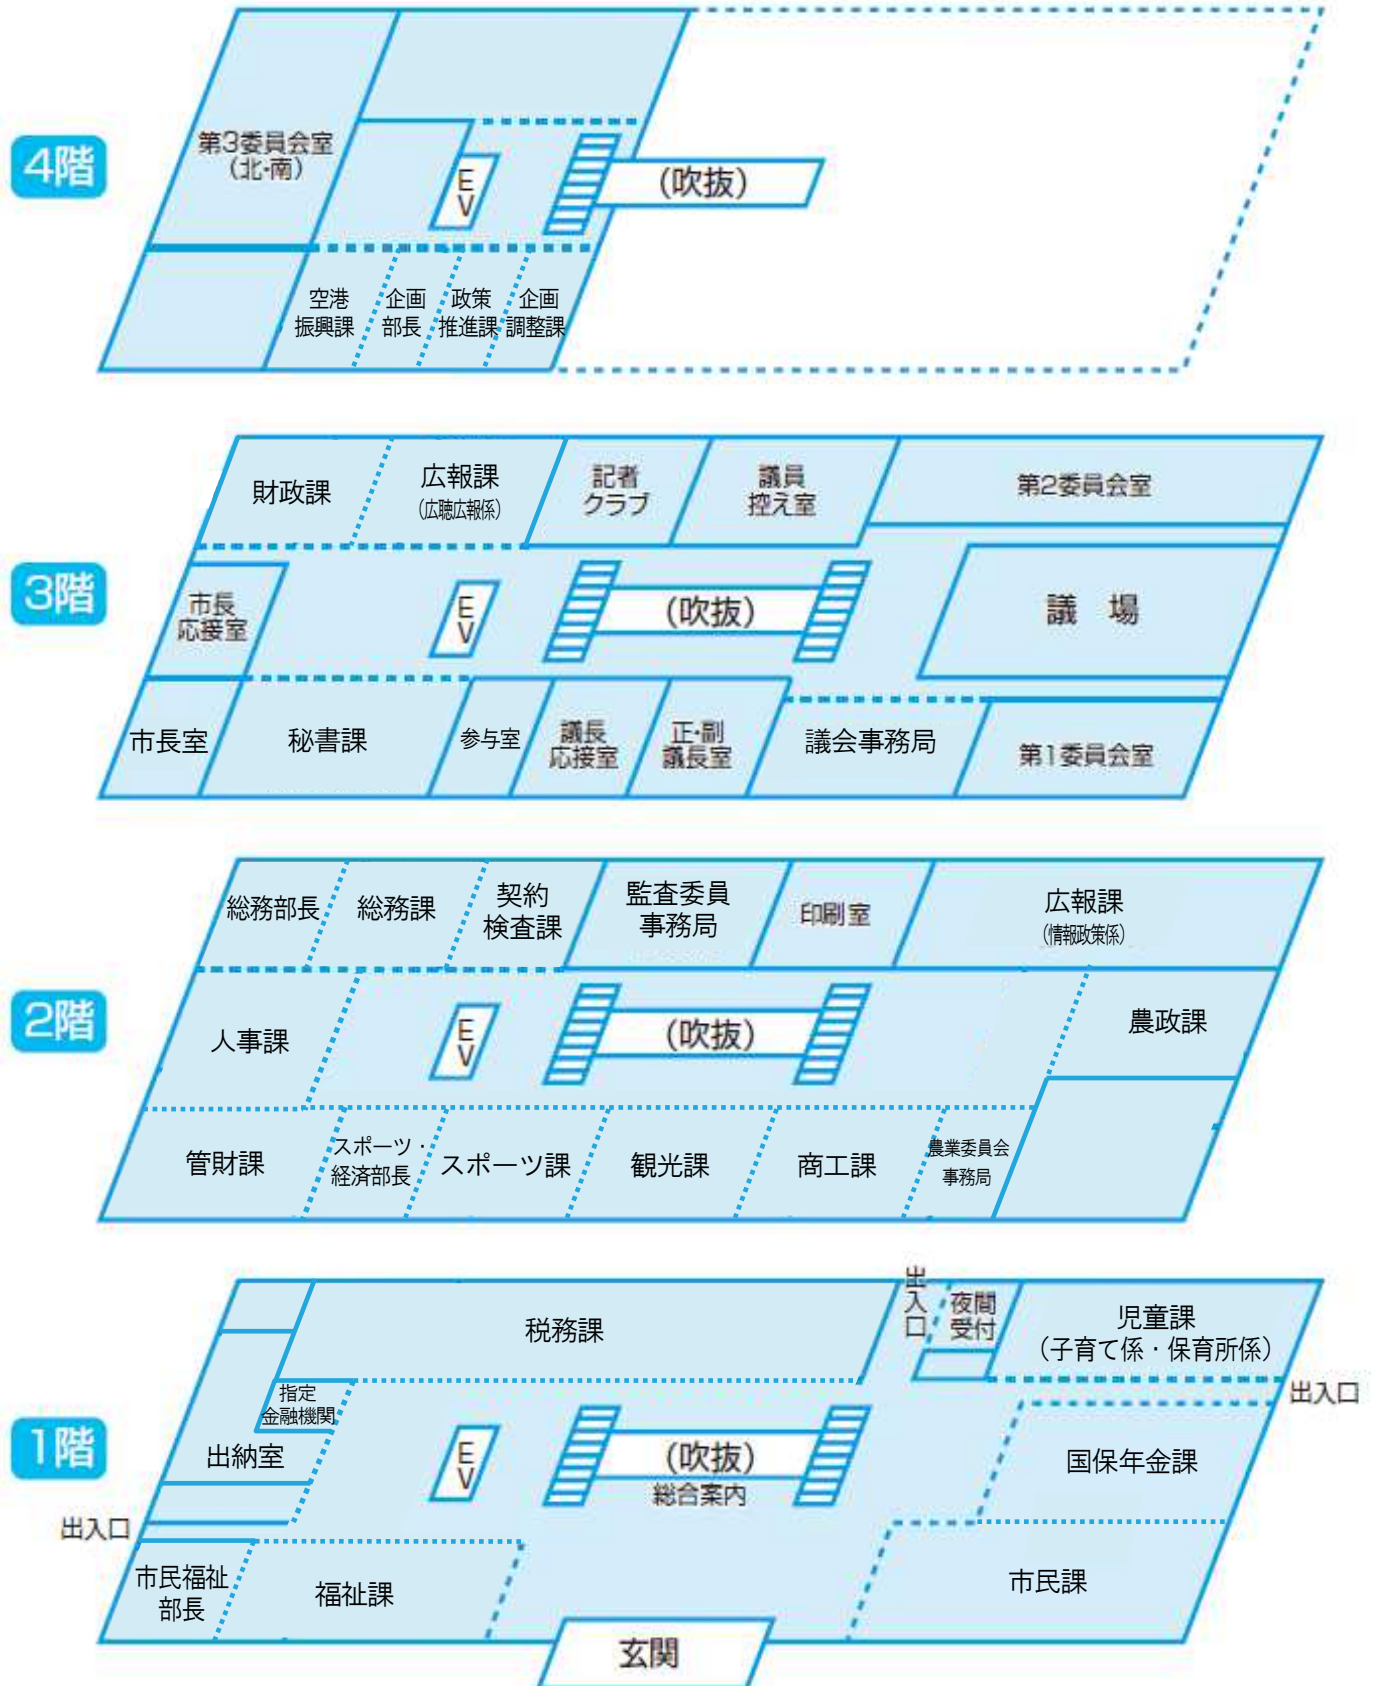 4階
第3委員会室
(北・南)
EV
(吹抜)
空港
振興課
企画
部長
政策
推進課
企画
調整課
3階
財政課
広報課
(広聴広報係)
記者
クラブ
議員
控え室
第2委員会室
市長
応接室
EV
(吹抜)
議 場
市長室
秘書課
参与室
議長
応接室
正・副
議長室
議会事務局
第1委員会室
2階
総務部長
総務課
契約
検査課
監査委員
事務局
印刷室
広報課
(情報政策係)
人事課
EV
(吹抜)
農政課
管財課
スポーツ・
経済部長
スポーツ課
観光課
商工課
農業委員会
事務局
1階
税務課
出入口
夜間
受付
児童課
(子育て係・保育所係)
出入口
指定
金融機関
出納室
EV
(吹抜)
総合案内
国保年金課
出入口
市民福祉
部長
福祉課
市民課
玄関